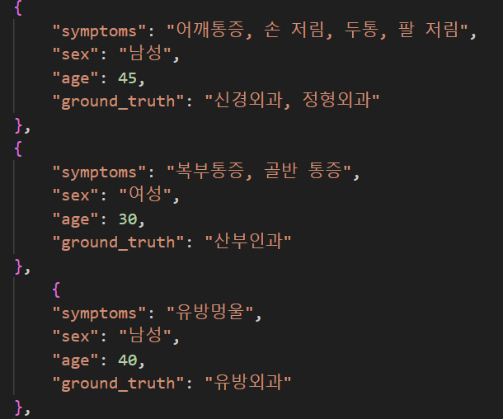 {
"symptoms": "어깨통증, 손 저림, 두통, 팔 저림",
"sex": "남성",
"age": 45,
"ground_truth": "신경외과, 정형외과"
},
{
"symptoms": "복부통증, 골반 통증",
"sex": "여성",
"age": 30,
"ground_truth": "산부인과"
},
{
"symptoms": "유방멍울",
"sex": "남성",
"age": 40,
"ground_truth": "유방외과"
},